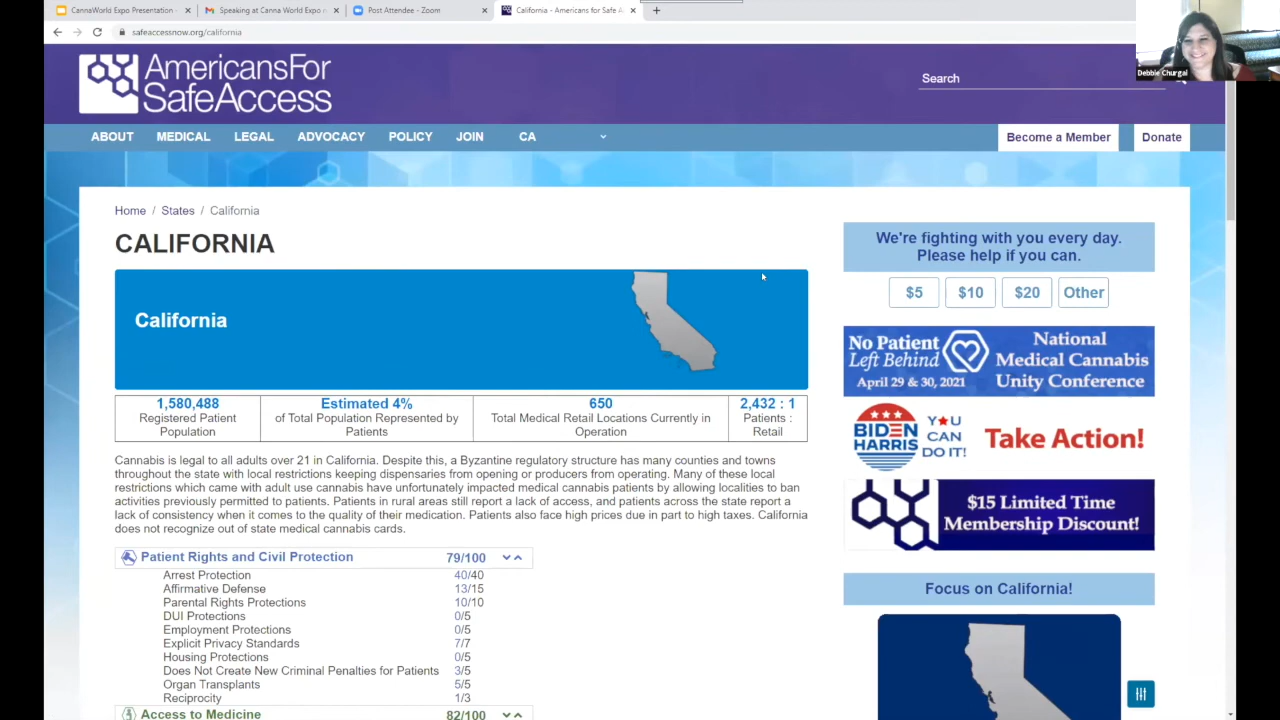 CannaWorld Expo Presentation -
Speaking at Canna World Expo
Post Attendee - Zoom
California - Americans for Safe A
safeaccessnow.org/california
Debbie Churgal
AmericansFor
SafeAccess
Search
ABOUT
MEDICAL
LEGAL
ADVOCACY
POLICY
JOIN
CA
Become a Member
Donate
Home / States / California
CALIFORNIA
California
1,580,488
Registered Patient
Population
Estimated 4%
of Total Population Represented by
Patients
650
Total Medical Retail Locations Currently in
Operation
2,432 : 1
Patients :
Retail
Cannabis is legal to all adults over 21 in California. Despite this, a Byzantine regulatory structure has many counties and towns
throughout the state with local restrictions keeping dispensaries from opening or producers from operating. Many of these local
restrictions which came with adult use cannabis have unfortunately impacted medical cannabis patients by allowing localities to ban
activities previously permitted to patients. Patients in rural areas still report a lack of access, and patients across the state report a
lack of consistency when it comes to the quality of their medication. Patients also face high prices due in part to high taxes. California
does not recognize out of state medical cannabis cards.
Patient Rights and Civil Protection 79/100
Arrest Protection 40/40
Affirmative Defense 13/15
Parental Rights Protections 10/10
DUI Protections 0/5
Employment Protections 0/5
Explicit Privacy Standards 7/7
Housing Protections 0/5
Does Not Create New Criminal Penalties for Patients 3/5
Organ Transplants 5/5
Reciprocity 1/3
Access to Medicine 82/100
We're fighting with you every day.
Please help if you can.
$5
$10
$20
Other
No Patient
Left Behind
April 29 & 30, 2021
National
Medical Cannabis
Unity Conference
BIDEN
HARRIS
YOU
CAN
DO IT!
Take Action!
$15 Limited Time
Membership Discount!
Focus on California!